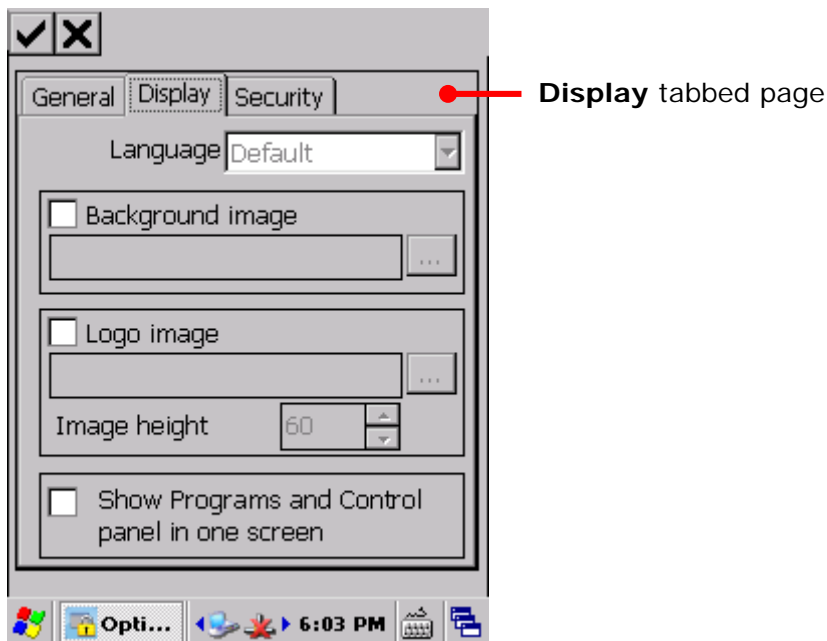 General Display Security
Display tabbed page
Language Default
Background image
...
Logo image
...
Image height 60
Show Programs and Control
panel in one screen
Opti... 6:03 PM